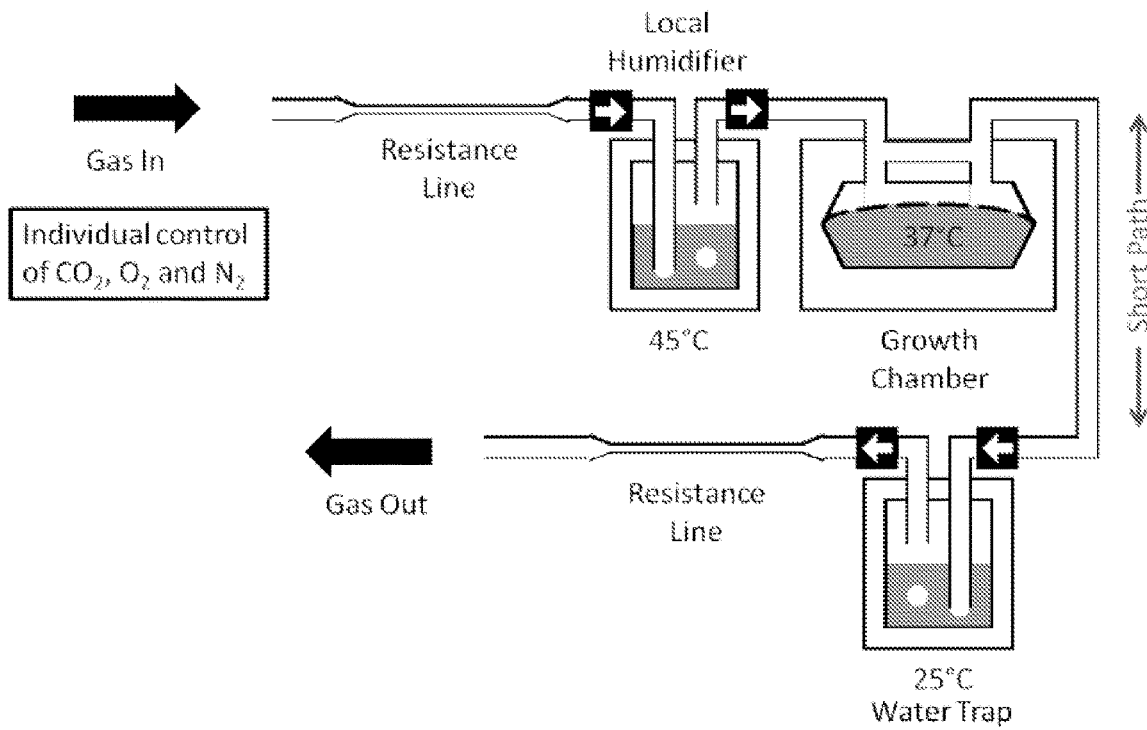 Local
Humidifier
Gas In
Resistance
Line
Individual control
of CO₂, O₂ and N₂
37°C
45°C
Growth
Chamber
Short Path
Gas Out
Resistance
Line
25°C
Water Trap